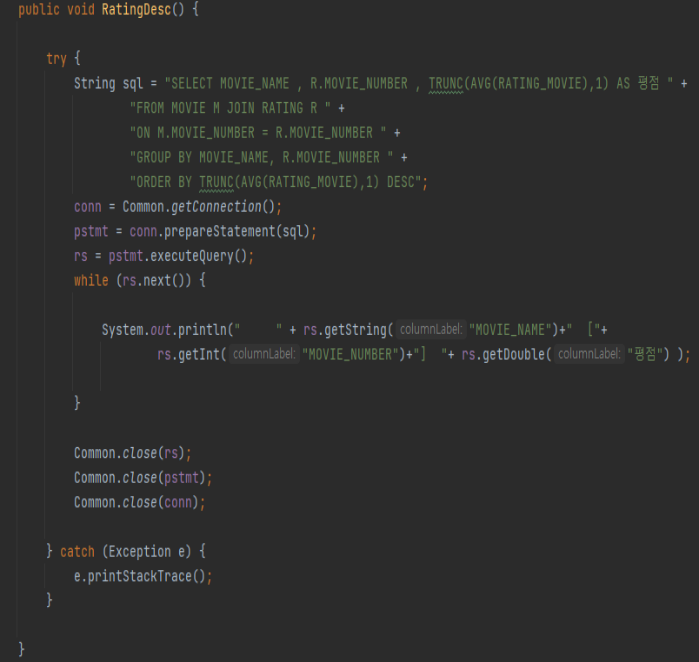 public void RatingDesc() {
try {
String sql = "SELECT MOVIE_NAME , R.MOVIE_NUMBER , TRUNC(AVG(RATING_MOVIE),1) AS 평점 " +
"FROM MOVIE M JOIN RATING R " +
"ON M.MOVIE_NUMBER = R.MOVIE_NUMBER " +
"GROUP BY MOVIE_NAME, R.MOVIE_NUMBER " +
"ORDER BY TRUNC(AVG(RATING_MOVIE),1) DESC";
conn = Common.getConnection();
pstmt = conn.prepareStatement(sql);
rs = pstmt.executeQuery();
while (rs.next()) {
System.out.println("     " + rs.getString( columnLabel: "MOVIE_NAME")+"  ["+
rs.getInt( columnLabel: "MOVIE_NUMBER")+"]  "+ rs.getDouble( columnLabel: "평점") );
}
Common.close(rs);
Common.close(pstmt);
Common.close(conn);
} catch (Exception e) {
e.printStackTrace();
}
}